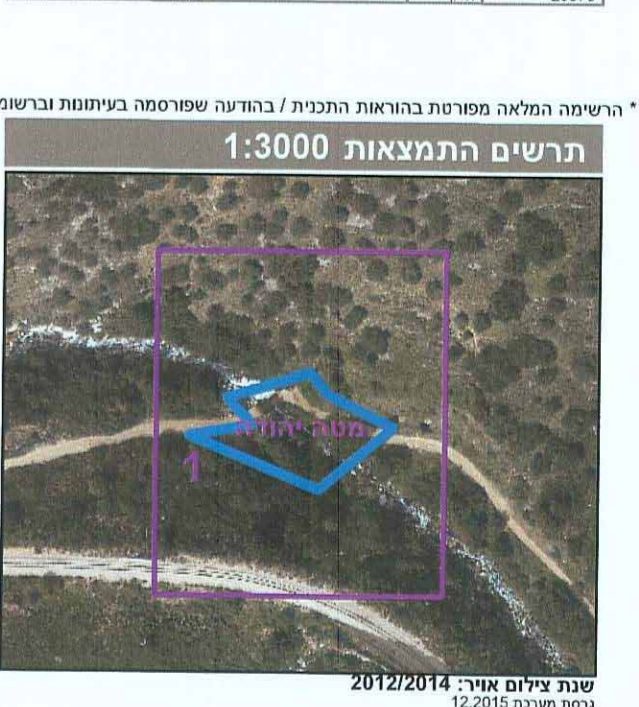 * הרשימה המלאה מפורטת בהוראות התכנית / בהודעה שפורסמה בעיתונות וברשומ
תרשים התמצאות 1:3000
מטה יהודה
1
שנת צילום אויר: 2012/2014
גרסת מערכת 12.2015